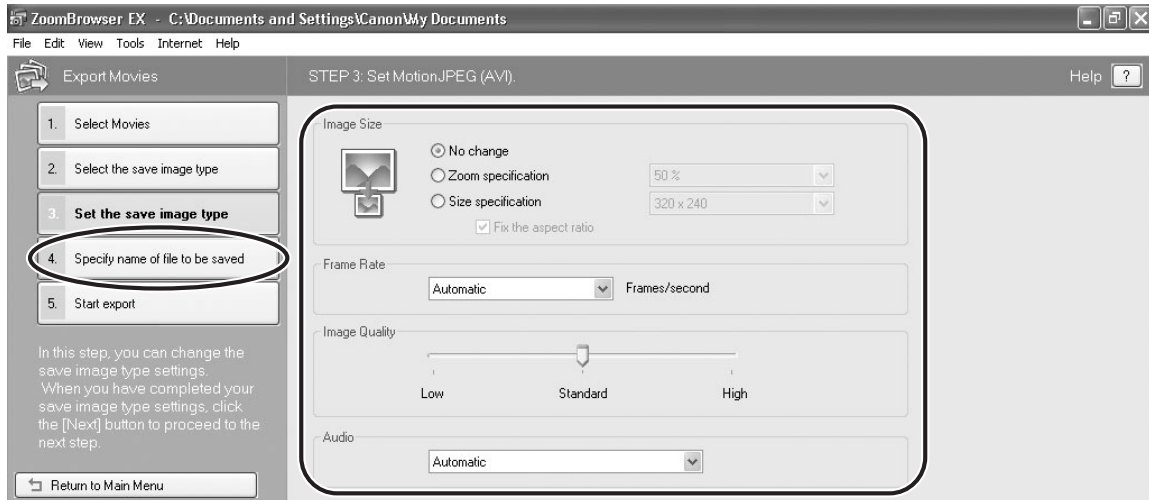 ZoomBrowser EX - C:\Documents and Settings\Canon\My Documents
File Edit View Tools Internet Help
Export Movies
STEP 3: Set MotionJPEG (AVI).
Help ?
1. Select Movies
2. Select the save image type
3. Set the save image type
4. Specify name of file to be saved
5. Start export
In this step, you can change the
save image type settings.
When you have completed your
save image type settings, click
the [Next] button to proceed to the
next step.
Return to Main Menu
Image Size
No change
Zoom specification 50 %
Size specification 320 x 240
Fix the aspect ratio
Frame Rate
Automatic Frames/second
Image Quality
Low Standard High
Audio
Automatic